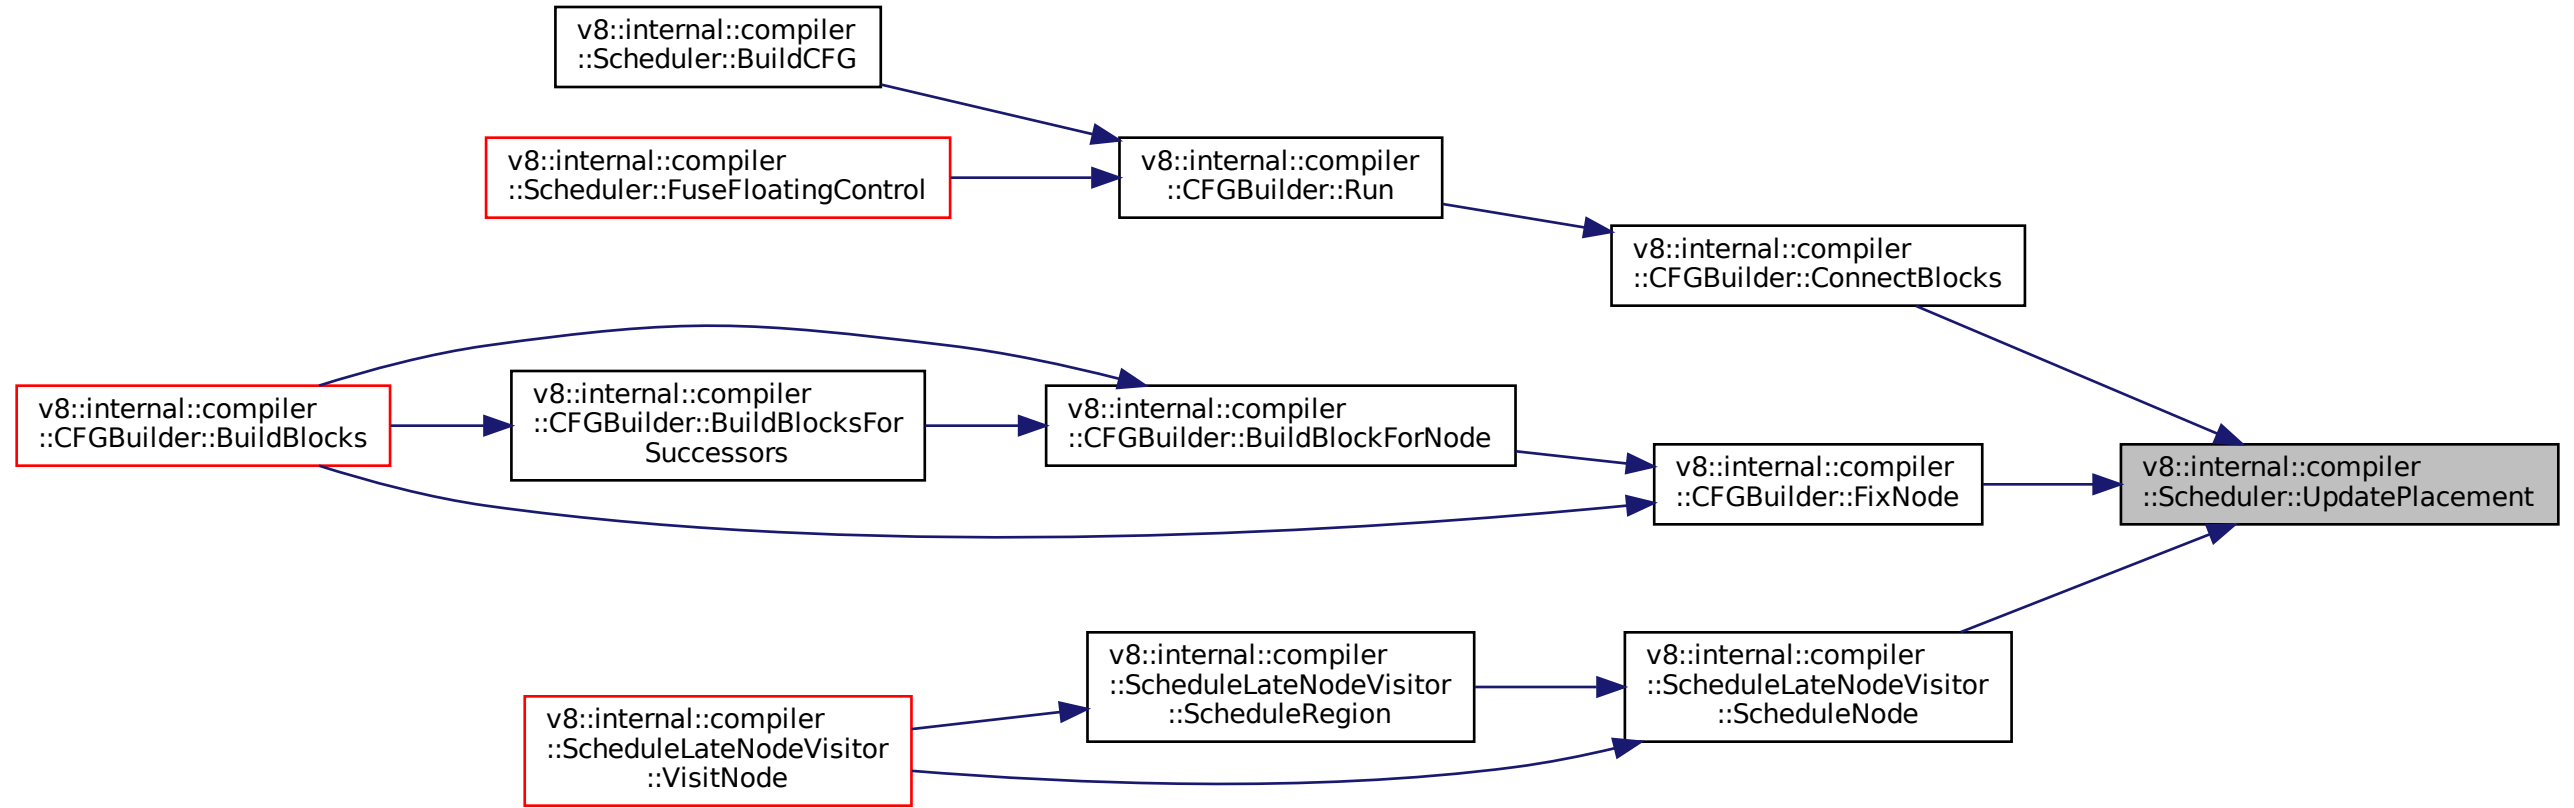 v8::internal::compiler
::Scheduler::BuildCFG
v8::internal::compiler
::Scheduler::FuseFloatingControl
v8::internal::compiler
::CFGBuilder::Run
v8::internal::compiler
::CFGBuilder::ConnectBlocks
v8::internal::compiler
::CFGBuilder::BuildBlocks
v8::internal::compiler
::CFGBuilder::BuildBlocksFor
Successors
v8::internal::compiler
::CFGBuilder::BuildBlockForNode
v8::internal::compiler
::CFGBuilder::FixNode
v8::internal::compiler
::Scheduler::UpdatePlacement
v8::internal::compiler
::ScheduleLateNodeVisitor
::VisitNode
v8::internal::compiler
::ScheduleLateNodeVisitor
::ScheduleRegion
v8::internal::compiler
::ScheduleLateNodeVisitor
::ScheduleNode